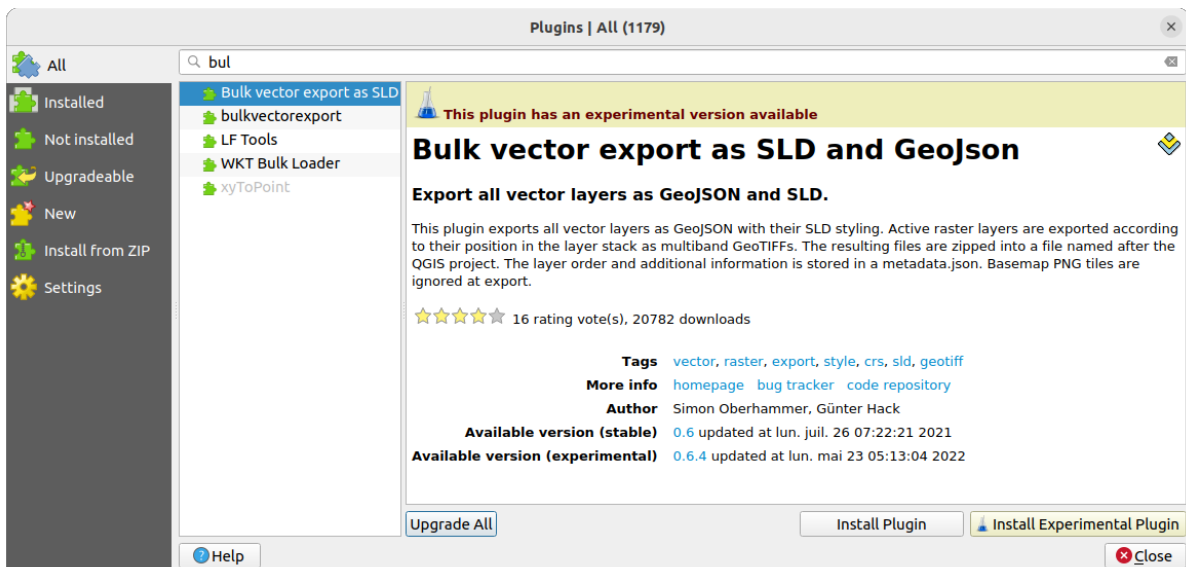 Plugins | All (1179)
All
Installed
Not installed
Upgradeable
New
Install from ZIP
Settings
bul
Bulk vector export as SLD
bulkvectorexport
LF Tools
WKT Bulk Loader
xyToPoint
This plugin has an experimental version available
Bulk vector export as SLD and GeoJson
Export all vector layers as GeoJSON and SLD.
This plugin exports all vector layers as GeoJSON with their SLD styling. Active raster layers are exported according
to their position in the layer stack as multiband GeoTIFFs. The resulting files are zipped into a file named after the
QGIS project. The layer order and additional information is stored in a metadata.json. Basemap PNG tiles are
ignored at export.
16 rating vote(s), 20782 downloads
Tags vector, raster, export, style, crs, sld, geotiff
More info homepage bug tracker code repository
Author Simon Oberhammer, Günter Hack
Available version (stable) 0.6 updated at lun. juil. 26 07:22:21 2021
Available version (experimental) 0.6.4 updated at lun. mai 23 05:13:04 2022
Upgrade All
Install Plugin
Install Experimental Plugin
Help
Close